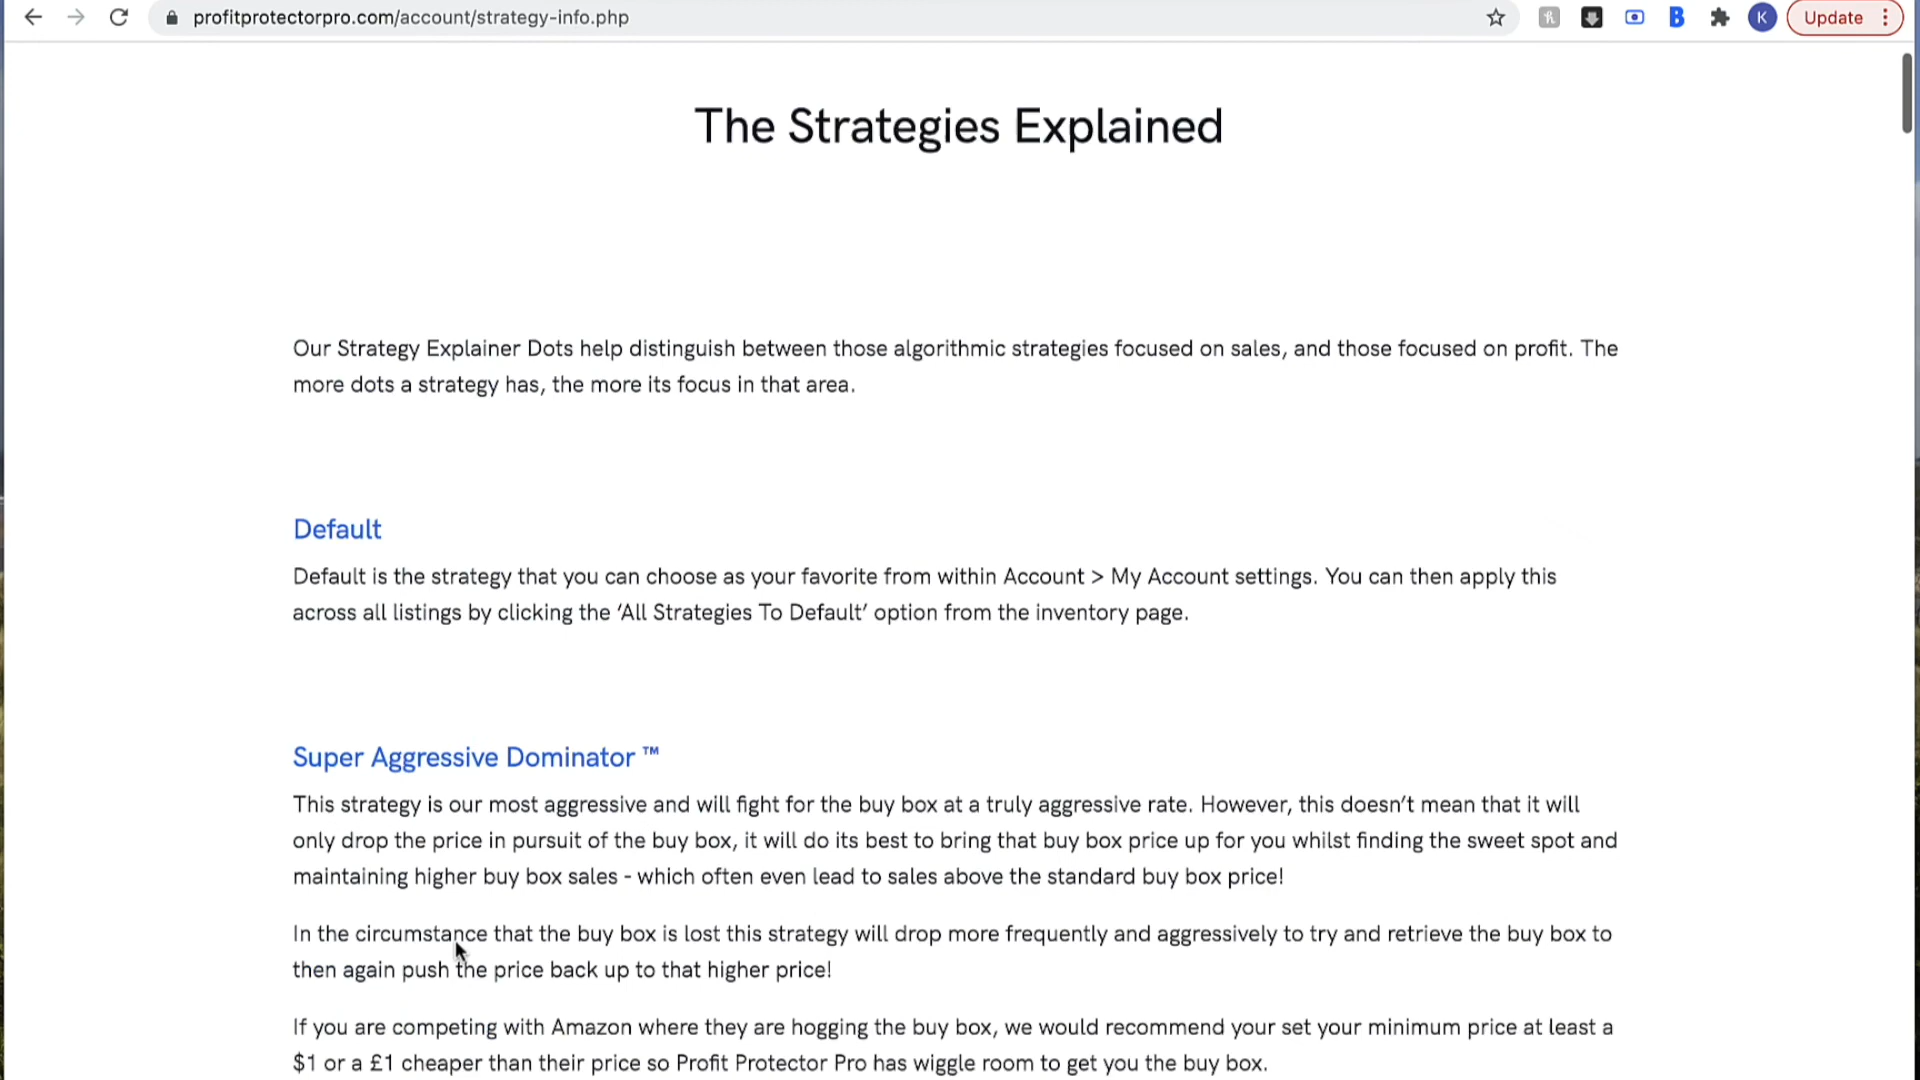 profitprotectorpro.com/account/strategy-info.php
B
K
Update
The Strategies Explained
Our Strategy Explainer Dots help distinguish between those algorithmic strategies focused on sales, and those focused on profit. The
more dots a strategy has, the more its focus in that area.
Default
Default is the strategy that you can choose as your favorite from within Account > My Account settings. You can then apply this
across all listings by clicking the ‘All Strategies To Default’ option from the inventory page.
Super Aggressive Dominator ™
This strategy is our most aggressive and will fight for the buy box at a truly aggressive rate. However, this doesn’t mean that it will
only drop the price in pursuit of the buy box, it will do its best to bring that buy box price up for you whilst finding the sweet spot and
maintaining higher buy box sales - which often even lead to sales above the standard buy box price!
In the circumstance that the buy box is lost this strategy will drop more frequently and aggressively to try and retrieve the buy box to
then again push the price back up to that higher price!
If you are competing with Amazon where they are hogging the buy box, we would recommend your set your minimum price at least a
$1 or a £1 cheaper than their price so Profit Protector Pro has wiggle room to get you the buy box.